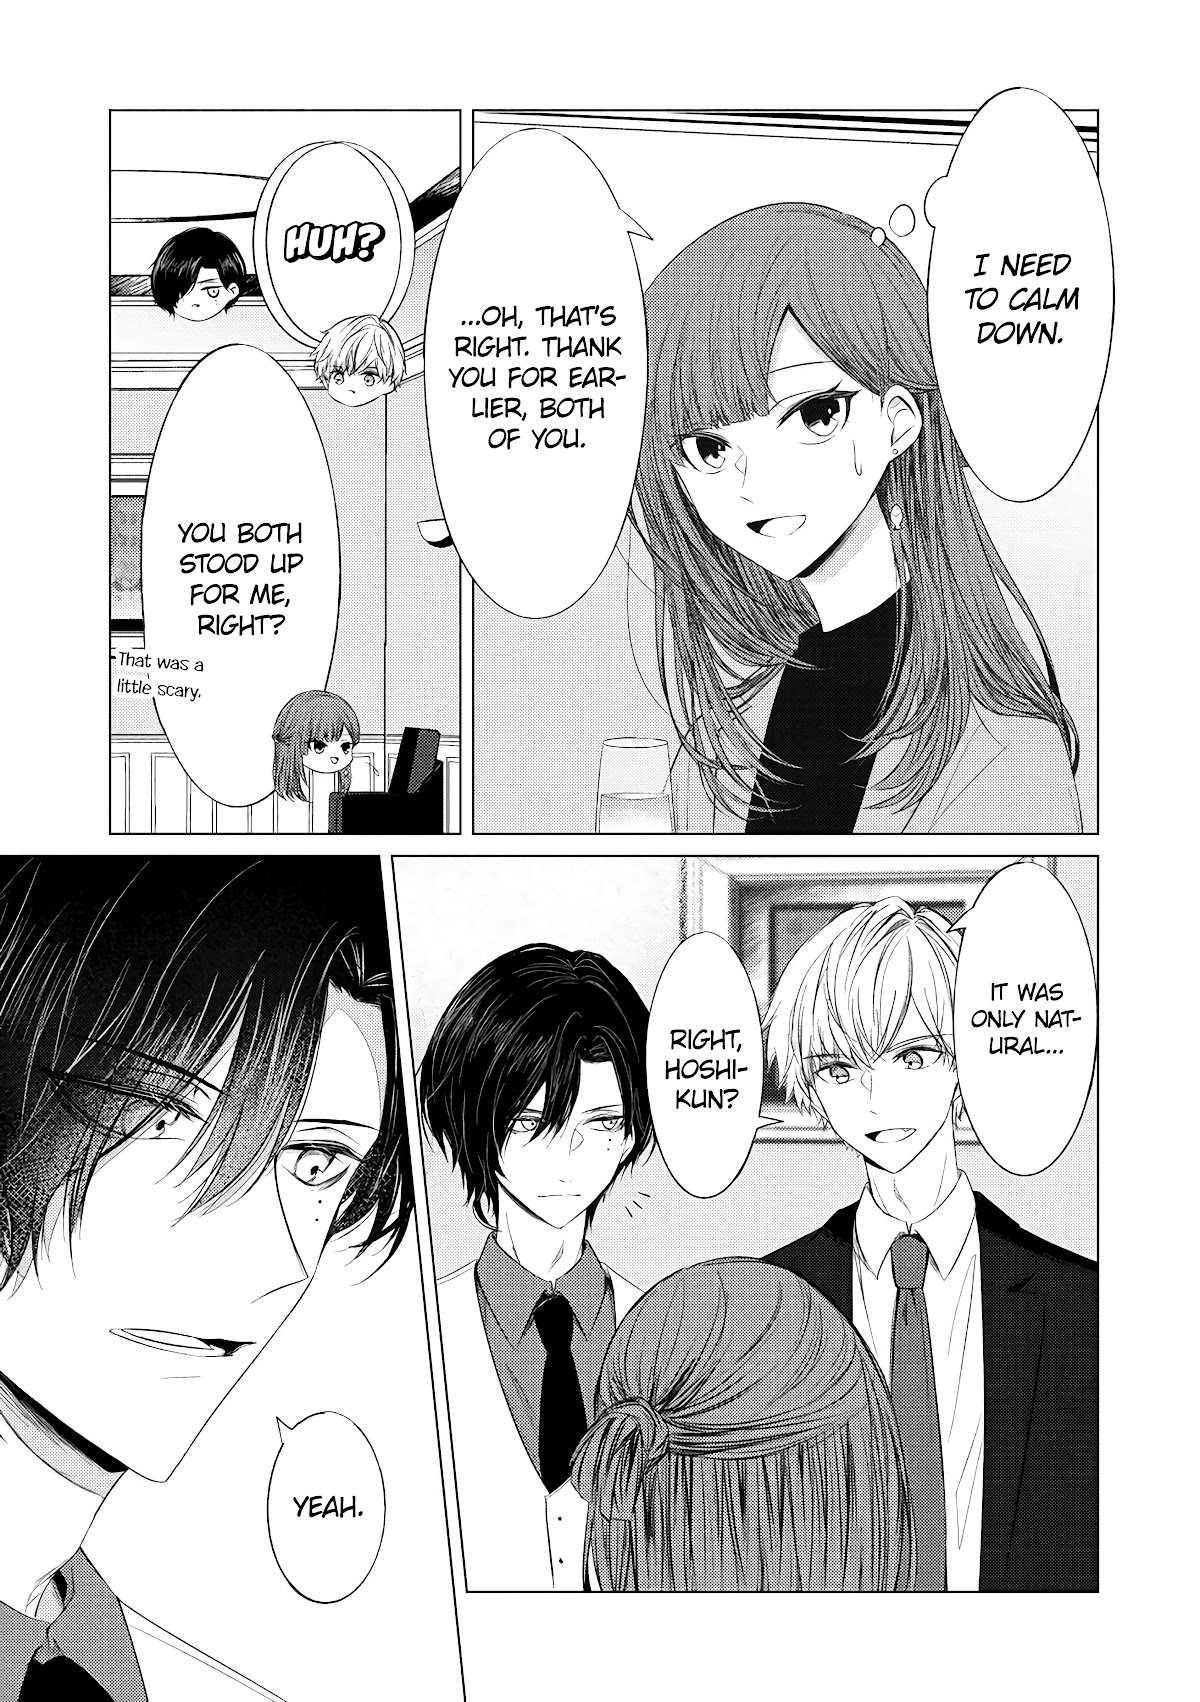 I NEED
TO CALM
DOWN.
...OH, THAT'S
RIGHT. THANK
YOU FOR EAR-
LIER, BOTH
OF YOU.
HUH?
YOU BOTH
STOOD UP
FOR ME,
RIGHT?
That was a
little scary.
IT WAS
ONLY NAT-
URAL...
RIGHT,
HOSHI-
KUN?
YEAH.